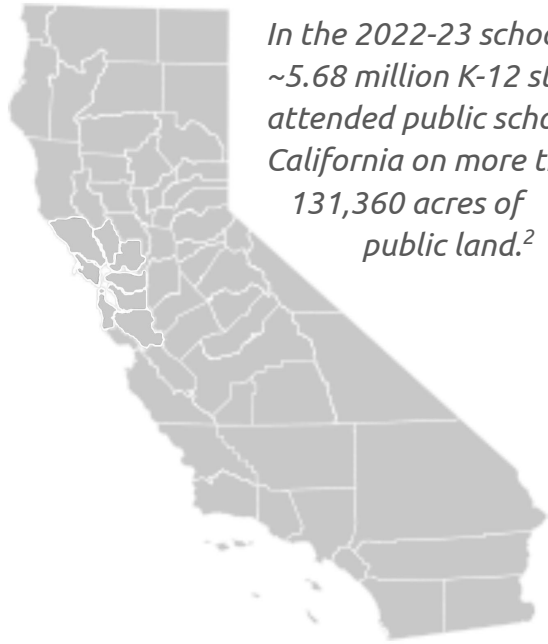 In the 2022-23
~5.68 million K-12
attended public
California on more
131,360 acres of
public land.²